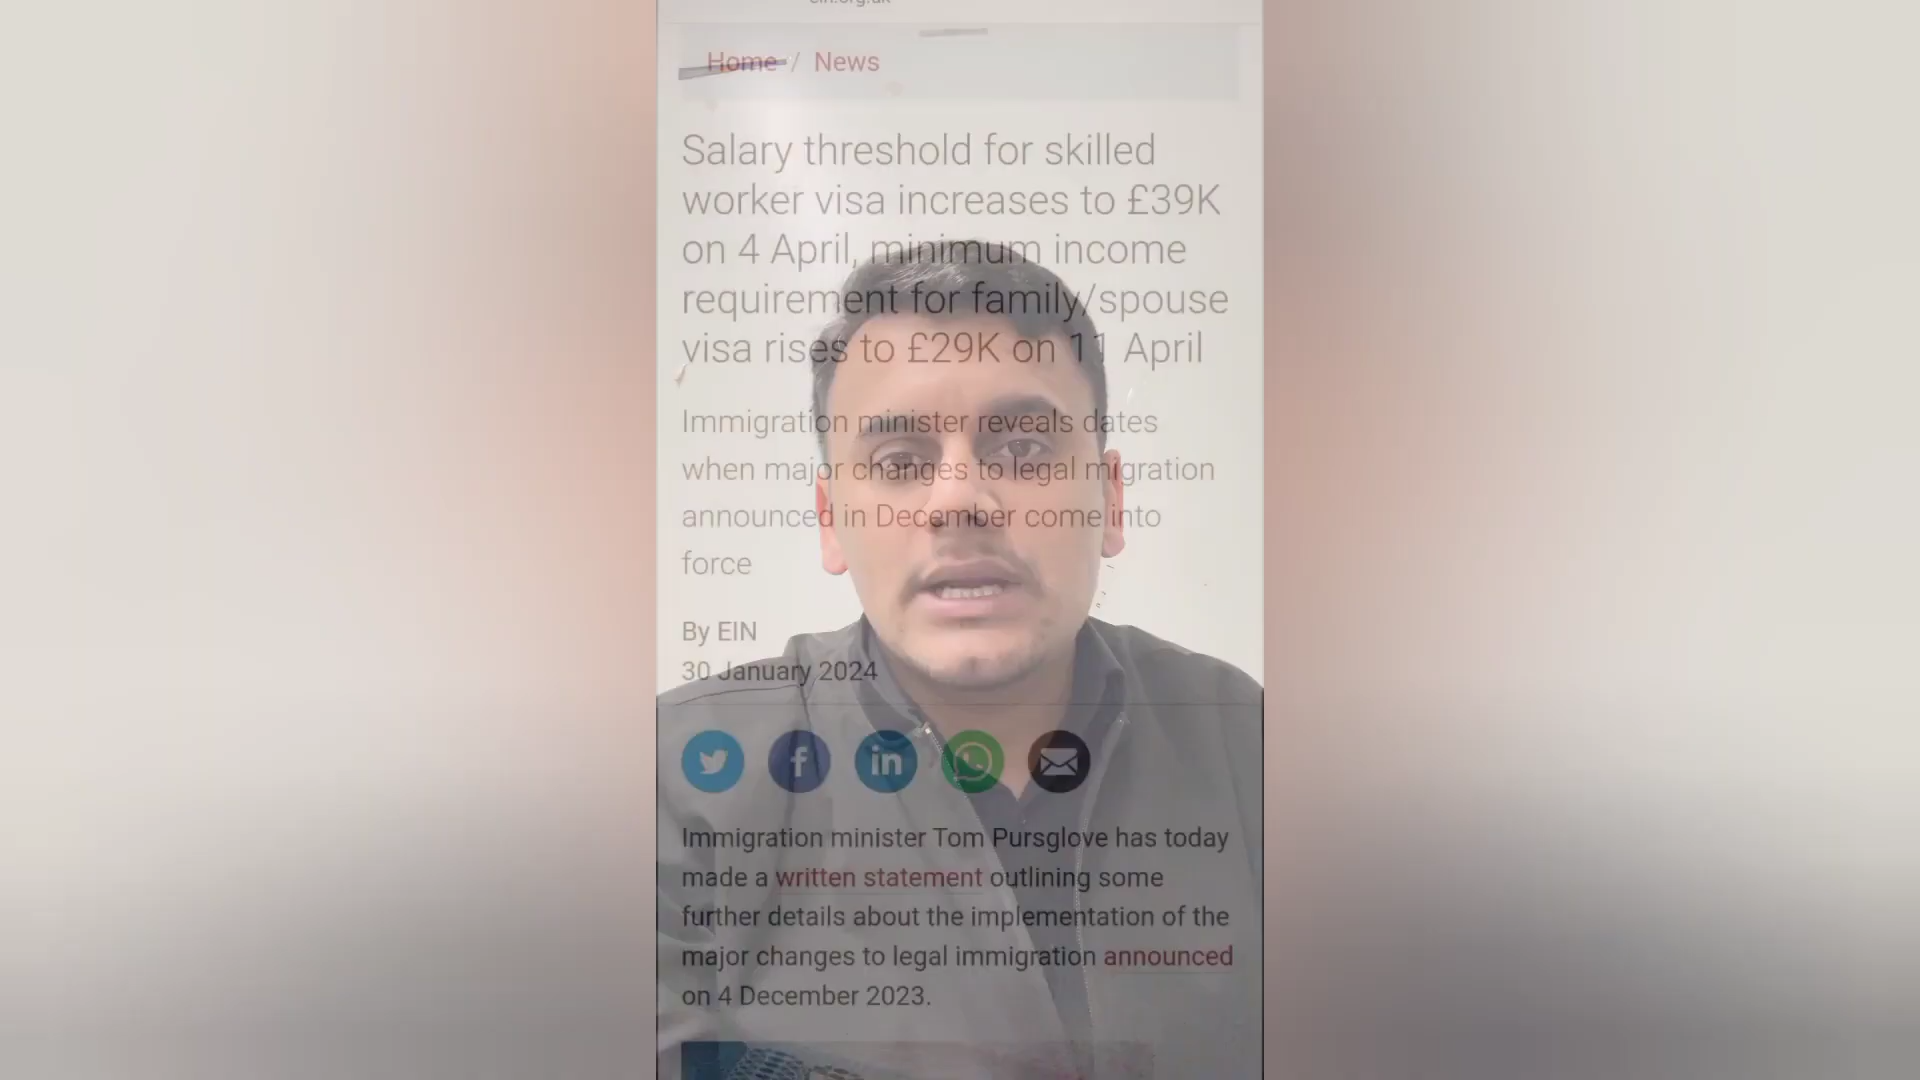 ein.org.uk
Home / News
Salary threshold for skilled
worker visa increases to £39K
on 4 April, minimum income
requirement for family/spouse
visa rises to £29K on 11 April
Immigration minister reveals dates
when major changes to legal migration
announced in December come into
force
By EIN
30 January 2024
Immigration minister Tom Pursglove has today
made a written statement outlining some
further details about the implementation of the
major changes to legal immigration announced
on 4 December 2023.